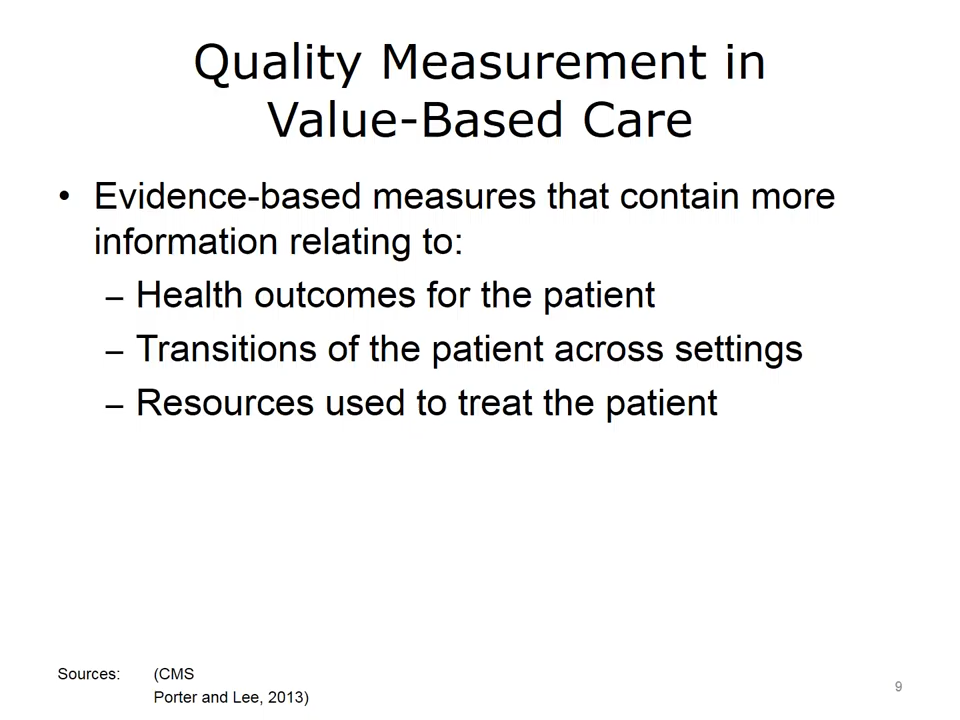 Quality Measurement in
Value-Based Care
• Evidence-based measures that contain more
information relating to:
– Health outcomes for the patient
– Transitions of the patient across settings
– Resources used to treat the patient
Sources: (CMS
Porter and Lee, 2013)
9